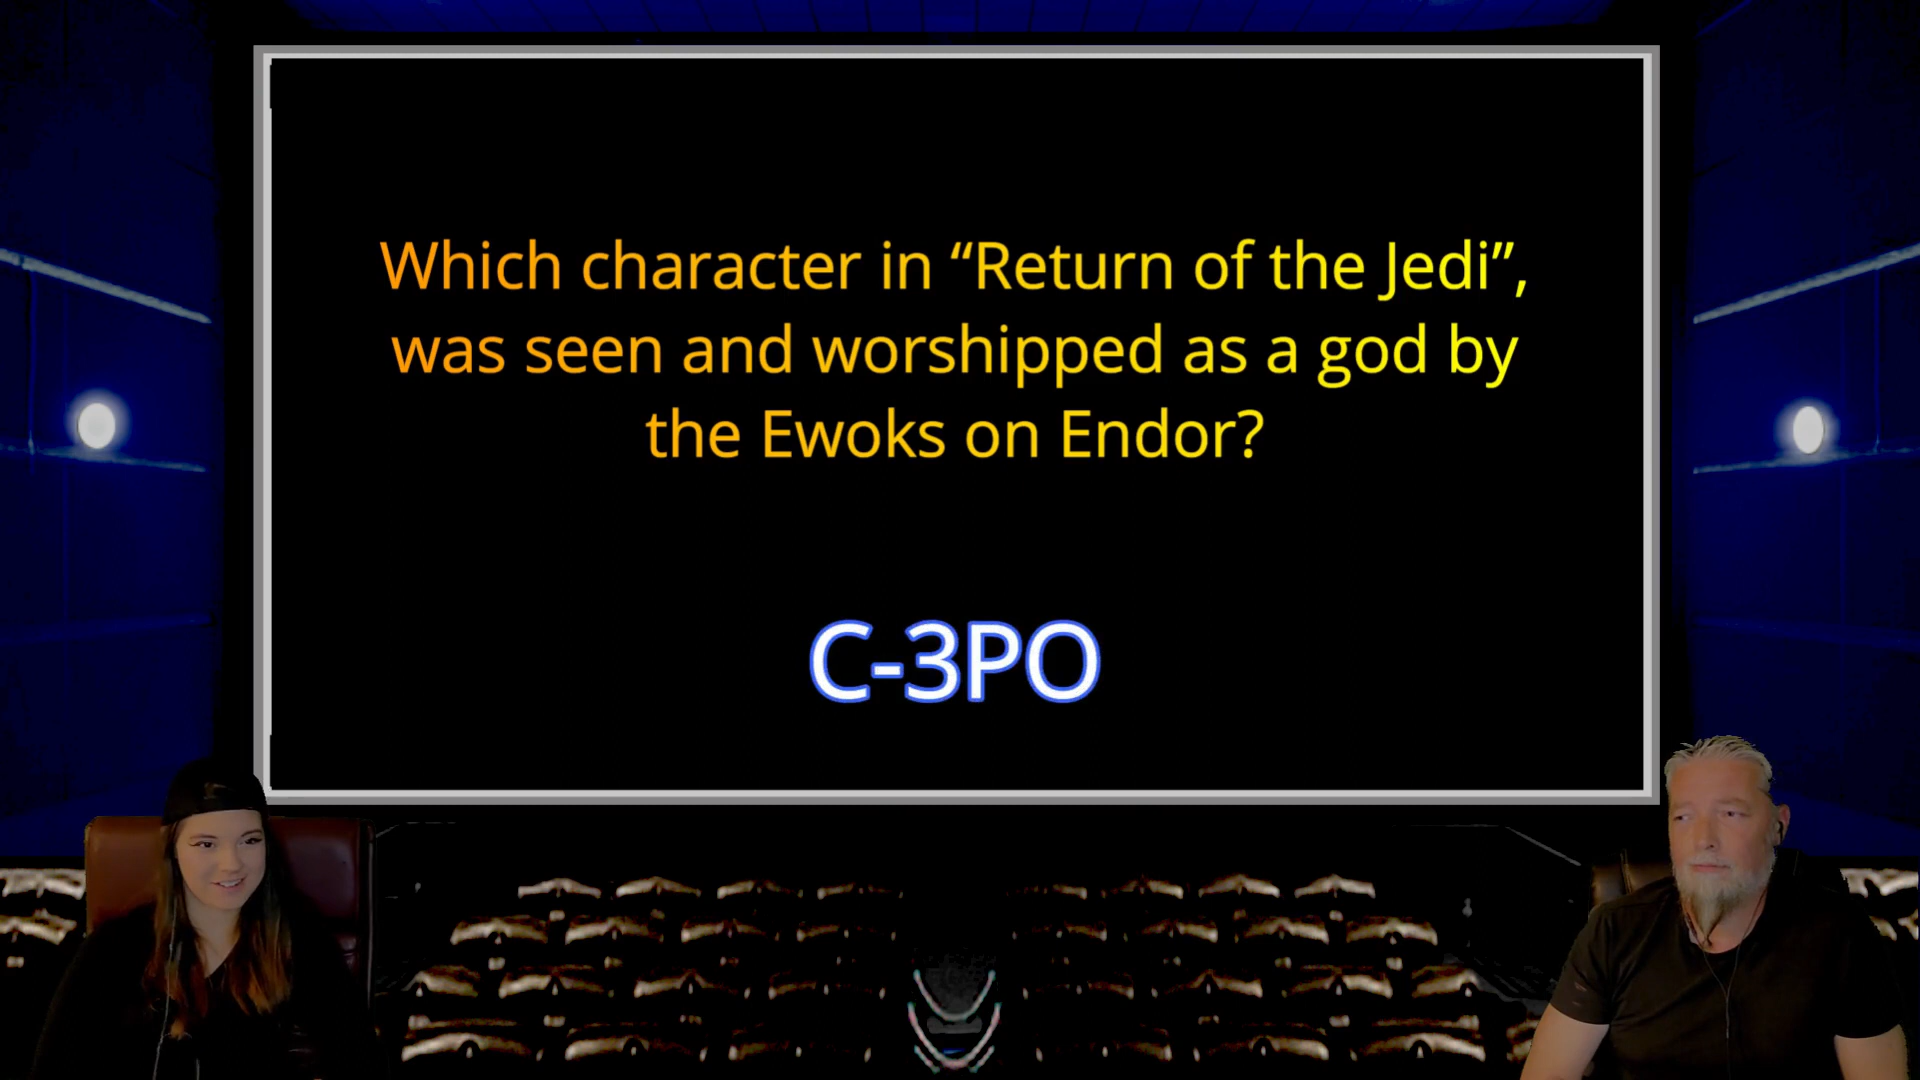 Which character in “Return of the Jedi”,
was seen and worshipped as a god by
the Ewoks on Endor?
C-3PO